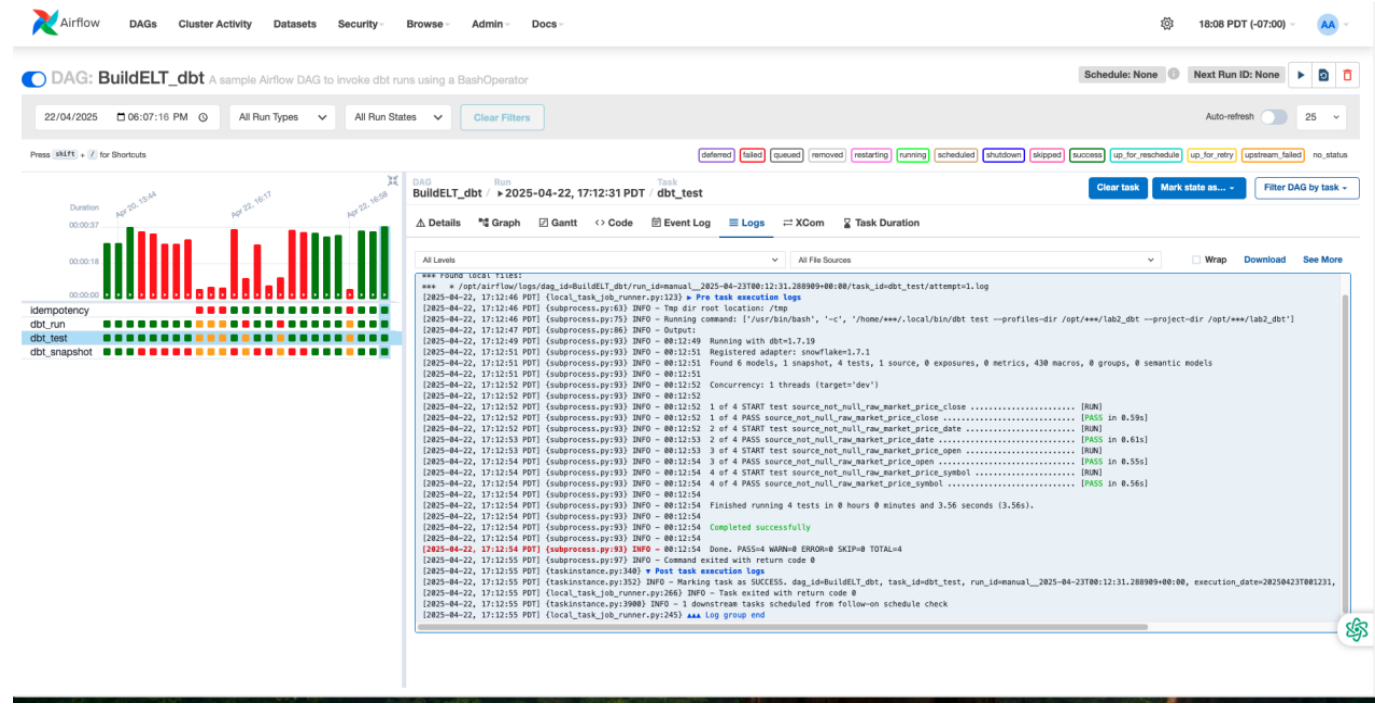 Airflow DAGs Cluster Activity Datasets Security Browse Admin Docs 18:08 PDT (-07:00) AA
DAG: BuildELT_dbt A sample Airflow DAG to invoke dbt runs using a BashOperator Schedule: None Next Run ID: None
22/04/2025 06:07:16 PM All Run Types All Run States Clear Filters Auto-refresh 25
Press shift + / for Shortcuts deferred failed queued removed restarting running scheduled shutdown skipped success up_for_reschedule up_for_retry upstream_failed no_status
Duration Apr 20, 13:44 Apr 22, 16:17 Apr 22, 16:58
00:00:37
00:00:18
00:00:00
idempotency
dbt_run
dbt_test
dbt_snapshot
DAG Run Task
BuildELT_dbt / 2025-04-22, 17:12:31 PDT / dbt_test Clear task Mark state as... Filter DAG by task
Details Graph Gantt Code Event Log Logs XCom Task Duration
All Levels All File Sources Wrap Download See More
*** Found local files:
*** * /opt/airflow/logs/dag_id=BuildELT_dbt/run_id=manual__2025-04-23T00:12:31.288909+00:00/task_id=dbt_test/attempt=1.log
[2025-04-22, 17:12:46 PDT] {local_task_job_runner.py:123} ▶ Pre task execution logs
[2025-04-22, 17:12:46 PDT] {subprocess.py:63} INFO - Tmp dir root location: /tmp
[2025-04-22, 17:12:46 PDT] {subprocess.py:75} INFO - Running command: ['/usr/bin/bash', '-c', '/home/***/.local/bin/dbt test --profiles-dir /opt/***/lab2_dbt --project-dir /opt/***/lab2_dbt']
[2025-04-22, 17:12:47 PDT] {subprocess.py:86} INFO - Output:
[2025-04-22, 17:12:49 PDT] {subprocess.py:93} INFO - 00:12:49 Running with dbt=1.7.19
[2025-04-22, 17:12:51 PDT] {subprocess.py:93} INFO - 00:12:51 Registered adapter: snowflake=1.7.1
[2025-04-22, 17:12:51 PDT] {subprocess.py:93} INFO - 00:12:51 Found 6 models, 1 snapshot, 4 tests, 1 source, 0 exposures, 0 metrics, 430 macros, 0 groups, 0 semantic models
[2025-04-22, 17:12:51 PDT] {subprocess.py:93} INFO - 00:12:51
[2025-04-22, 17:12:52 PDT] {subprocess.py:93} INFO - 00:12:52 Concurrency: 1 threads (target='dev')
[2025-04-22, 17:12:52 PDT] {subprocess.py:93} INFO - 00:12:52
[2025-04-22, 17:12:52 PDT] {subprocess.py:93} INFO - 00:12:52 1 of 4 START test source_not_null_raw_market_price_close ........................ [RUN]
[2025-04-22, 17:12:52 PDT] {subprocess.py:93} INFO - 00:12:52 1 of 4 PASS source_not_null_raw_market_price_close .............................. [PASS in 0.59s]
[2025-04-22, 17:12:52 PDT] {subprocess.py:93} INFO - 00:12:52 2 of 4 START test source_not_null_raw_market_price_date ......................... [RUN]
[2025-04-22, 17:12:53 PDT] {subprocess.py:93} INFO - 00:12:53 2 of 4 PASS source_not_null_raw_market_price_date ............................... [PASS in 0.61s]
[2025-04-22, 17:12:53 PDT] {subprocess.py:93} INFO - 00:12:53 3 of 4 START test source_not_null_raw_market_price_open ......................... [RUN]
[2025-04-22, 17:12:54 PDT] {subprocess.py:93} INFO - 00:12:54 3 of 4 PASS source_not_null_raw_market_price_open ............................... [PASS in 0.55s]
[2025-04-22, 17:12:54 PDT] {subprocess.py:93} INFO - 00:12:54 4 of 4 START test source_not_null_raw_market_price_symbol ....................... [RUN]
[2025-04-22, 17:12:54 PDT] {subprocess.py:93} INFO - 00:12:54 4 of 4 PASS source_not_null_raw_market_price_symbol ............................. [PASS in 0.56s]
[2025-04-22, 17:12:54 PDT] {subprocess.py:93} INFO - 00:12:54
[2025-04-22, 17:12:54 PDT] {subprocess.py:93} INFO - 00:12:54 Finished running 4 tests in 0 hours 0 minutes and 3.56 seconds (3.56s).
[2025-04-22, 17:12:54 PDT] {subprocess.py:93} INFO - 00:12:54
[2025-04-22, 17:12:54 PDT] {subprocess.py:93} INFO - 00:12:54 Completed successfully
[2025-04-22, 17:12:54 PDT] {subprocess.py:93} INFO - 00:12:54
[2025-04-22, 17:12:54 PDT] {subprocess.py:93} INFO - 00:12:54 Done. PASS=4 WARN=0 ERROR=0 SKIP=0 TOTAL=4
[2025-04-22, 17:12:55 PDT] {subprocess.py:97} INFO - Command exited with return code 0
[2025-04-22, 17:12:55 PDT] {taskinstance.py:340} ▼ Post task execution logs
[2025-04-22, 17:12:55 PDT] {taskinstance.py:352} INFO - Marking task as SUCCESS. dag_id=BuildELT_dbt, task_id=dbt_test, run_id=manual__2025-04-23T00:12:31.288909+00:00, execution_date=20250423T001231,
[2025-04-22, 17:12:55 PDT] {local_task_job_runner.py:266} INFO - Task exited with return code 0
[2025-04-22, 17:12:55 PDT] {taskinstance.py:3900} INFO - 1 downstream tasks scheduled from follow-on schedule check
[2025-04-22, 17:12:55 PDT] {local_task_job_runner.py:245} ▲▲▲ Log group end